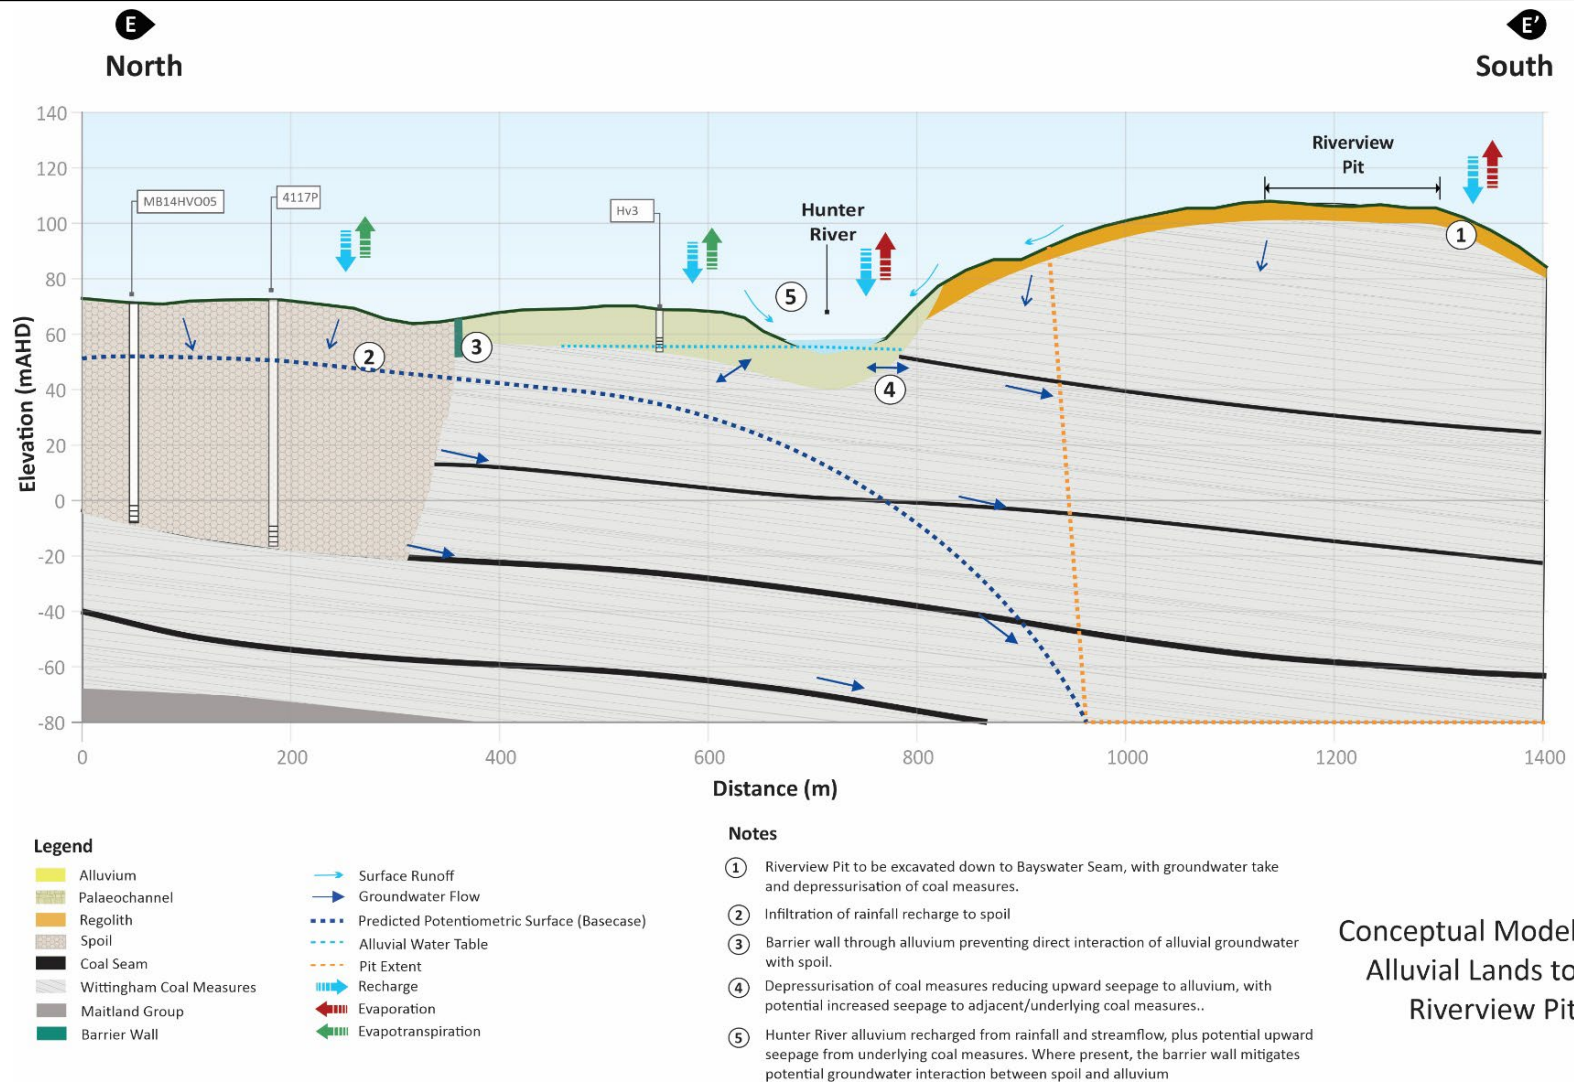 E
E'
North
South
140
120
100
80
60
40
20
0
-20
-40
-60
-80
Elevation (mAHD)
MB14HVO05
4117P
Hv3
Hunter
River
Riverview
Pit
1
2
3
4
5
0
200
400
600
800
1000
1200
1400
Distance (m)
Legend
Alluvium
Palaeochannel
Regolith
Spoil
Coal Seam
Wittingham Coal Measures
Maitland Group
Barrier Wall
Surface Runoff
Groundwater Flow
Predicted Potentiometric Surface (Basecase)
Alluvial Water Table
Pit Extent
Recharge
Evaporation
Evapotranspiration
Notes
1 Riverview Pit to be excavated down to Bayswater Seam, with groundwater take
and depressurisation of coal measures.
2 Infiltration of rainfall recharge to spoil
3 Barrier wall through alluvium preventing direct interaction of alluvial groundwater
with spoil.
4 Depressurisation of coal measures reducing upward seepage to alluvium, with
potential increased seepage to adjacent/underlying coal measures..
5 Hunter River alluvium recharged from rainfall and streamflow, plus potential upward
seepage from underlying coal measures. Where present, the barrier wall mitigates
potential groundwater interaction between spoil and alluvium
Conceptual Model
Alluvial Lands to
Riverview Pit